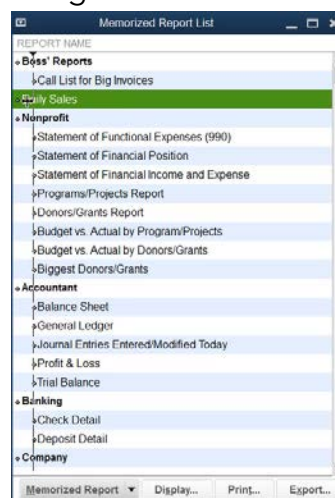 Memorized Report List
REPORT NAME
Boss' Reports
Call List for Big Invoices
Daily Sales
Nonprofit
Statement of Functional Expenses (990)
Statement of Financial Position
Statement of Financial Income and Expense
Programs/Projects Report
Donors/Grants Report
Budget vs. Actual by Program/Projects
Budget vs. Actual by Donors/Grants
Biggest Donors/Grants
Accountant
Balance Sheet
General Ledger
Journal Entries Entered/Modified Today
Profit & Loss
Trial Balance
Banking
Check Detail
Deposit Detail
Company
Memorized Report Display... Print... Export...